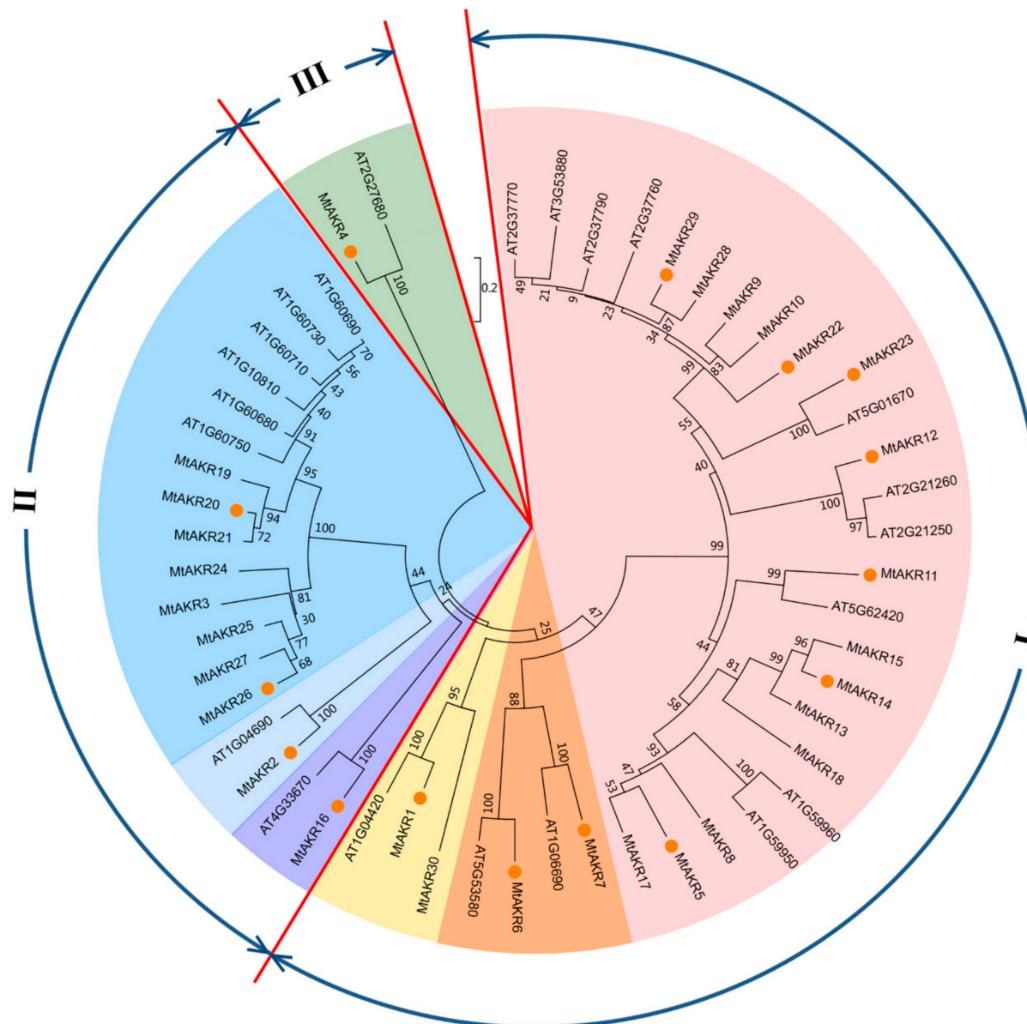 III
II
I
0.2
AT2G37770
AT3G53880
AT2G37790
AT2G37760
MtAKR29
MtAKR28
MtAKR9
MtAKR10
MtAKR22
MtAKR23
AT5G01670
MtAKR12
AT2G21260
AT2G21250
MtAKR11
AT5G62420
MtAKR15
MtAKR14
MtAKR13
MtAKR18
AT1G59960
AT1G59950
MtAKR8
MtAKR5
MtAKR17
MtAKR7
AT1G06690
MtAKR6
AT5G53580
MtAKR30
MtAKR1
AT1G04420
MtAKR16
AT4G33670
MtAKR2
AT1G04690
MtAKR26
MtAKR27
MtAKR25
MtAKR3
MtAKR24
MtAKR21
MtAKR20
MtAKR19
AT1G60750
AT1G60680
AT1G10810
AT1G60710
AT1G60730
AT1G60690
MtAKR4
AT2G27680
49
21
9
23
34
87
83
99
55
100
40
100
97
99
99
44
96
99
81
58
93
100
47
53
47
25
88
100
100
95
100
24
100
44
100
100
95
91
40
43
56
70
94
72
81
30
77
68
100